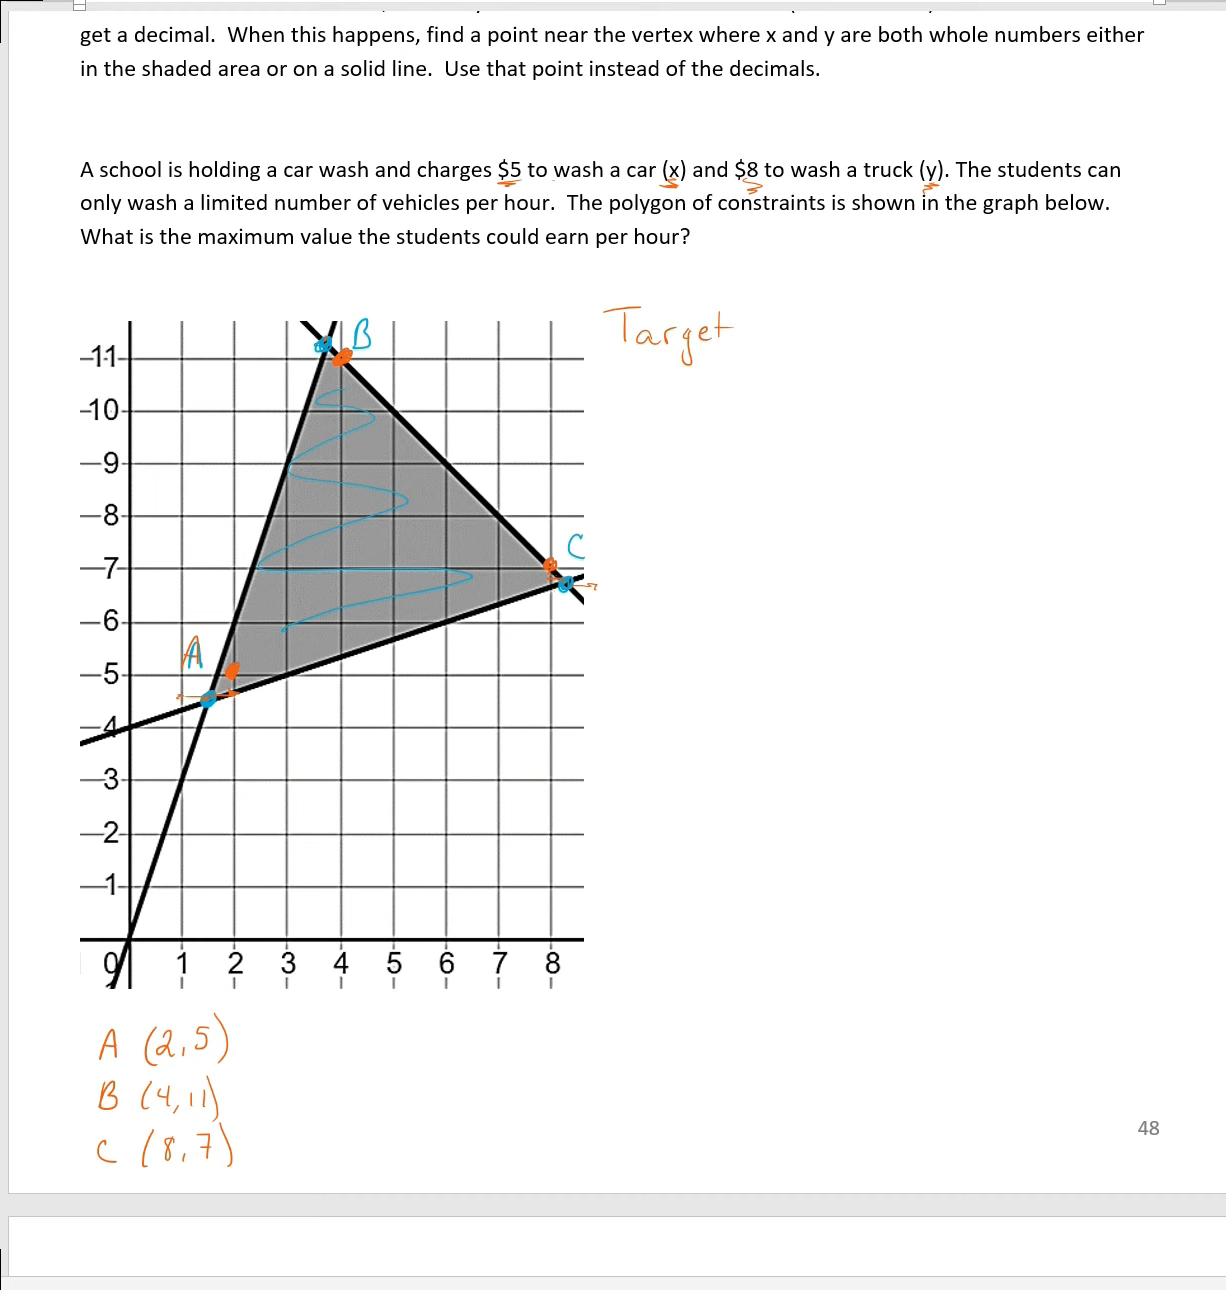 get a decimal.  When this happens, find a point near the vertex where x and y are both whole numbers either
in the shaded area or on a solid line.  Use that point instead of the decimals.
A school is holding a car wash and charges $5 to wash a car (x) and $8 to wash a truck (y). The students can
only wash a limited number of vehicles per hour.  The polygon of constraints is shown in the graph below.
What is the maximum value the students could earn per hour?
Target
B
11
10
9
8
C
7
6
A
5
4
3
2
1
0 1 2 3 4 5 6 7 8
A (2,5)
B (4,11)
C (8,7)
48